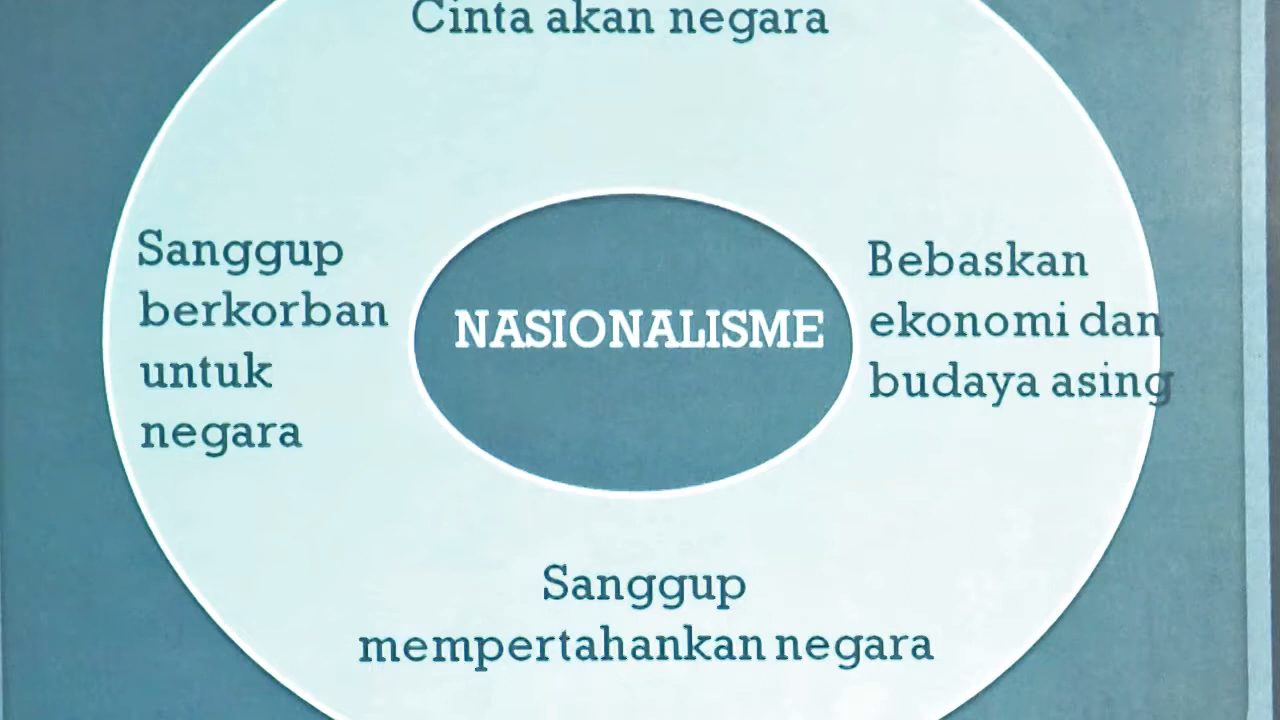 Cinta akan negara
Sanggup
berkorban
untuk
negara
NASIONALISME
Bebaskan
ekonomi dan
budaya asing
Sanggup
mempertahankan negara